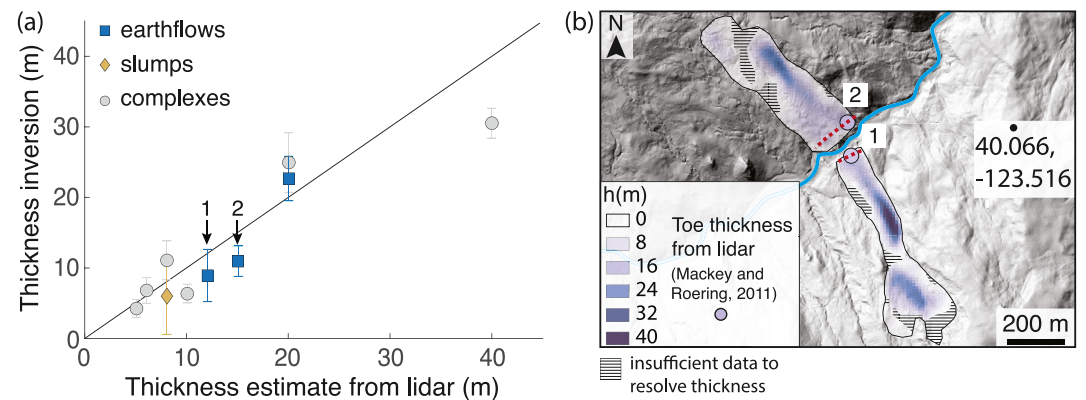 (a)
Thickness inversion (m)
40
30
20
10
0
earthflows
slumps
complexes
1
2
0
10
20
30
40
Thickness estimate from lidar (m)
(b)
N
2
1
40.066,
-123.516
h(m)
0
8
16
24
32
40
Toe thickness
from lidar
(Mackey and
Roering, 2011)
200 m
insufficient data to
resolve thickness